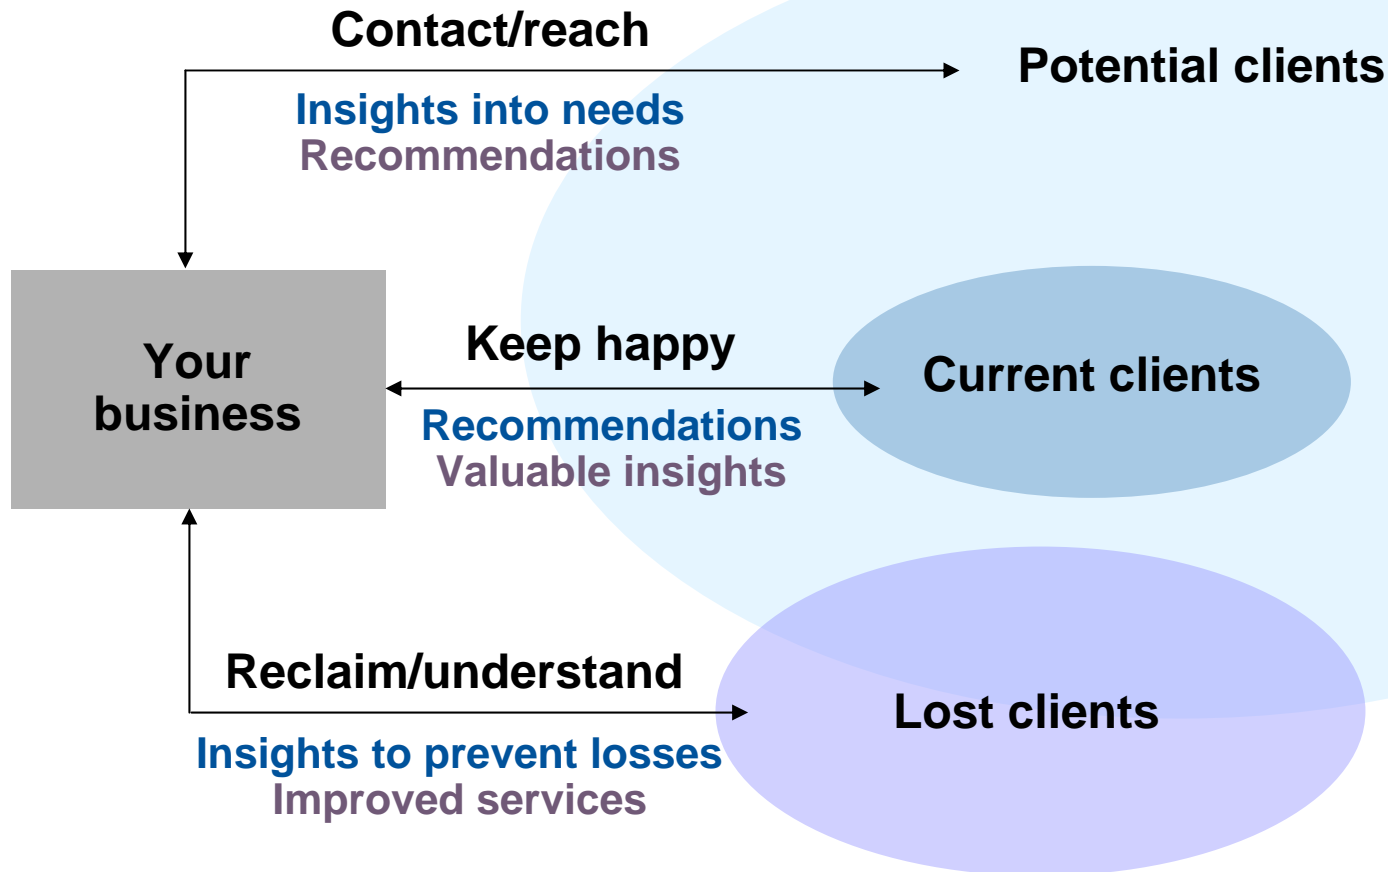 Contact/reach
Potential clients
Insights into needs
Recommendations
Your
business
Keep happy
Current clients
Recommendations
Valuable insights
Reclaim/understand
Lost clients
Insights to prevent losses
Improved services